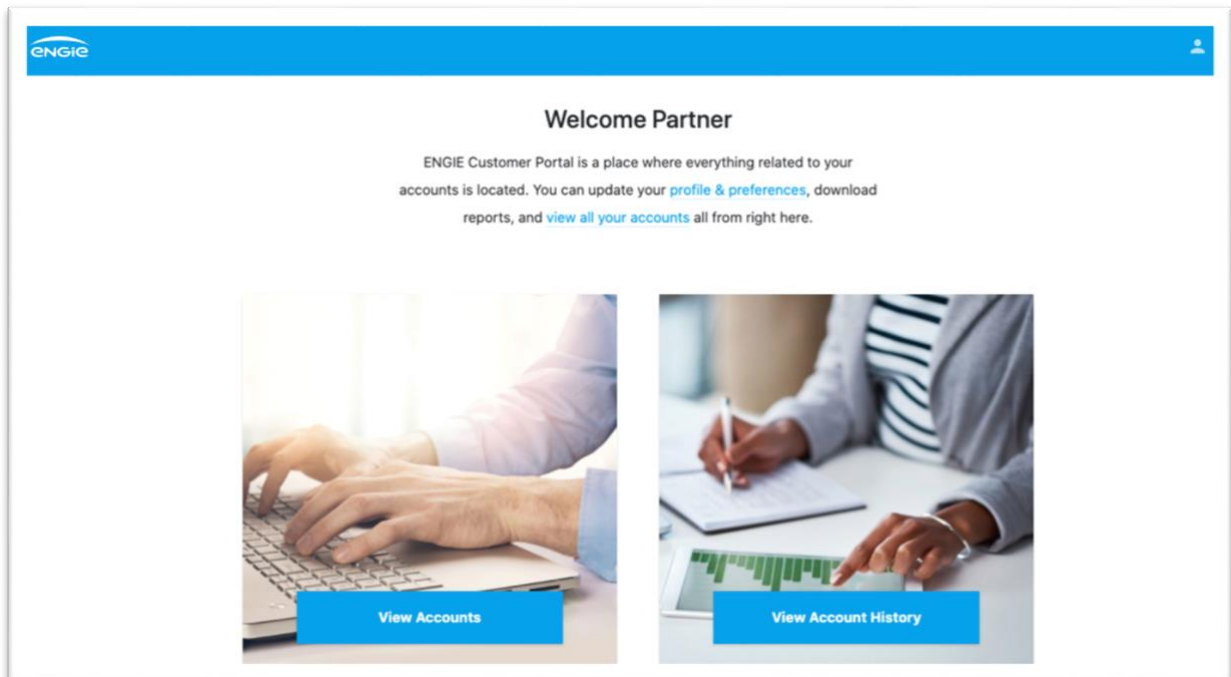 ENGIE
Welcome Partner
ENGIE Customer Portal is a place where everything related to your
accounts is located. You can update your profile & preferences, download
reports, and view all your accounts all from right here.
View Accounts
View Account History